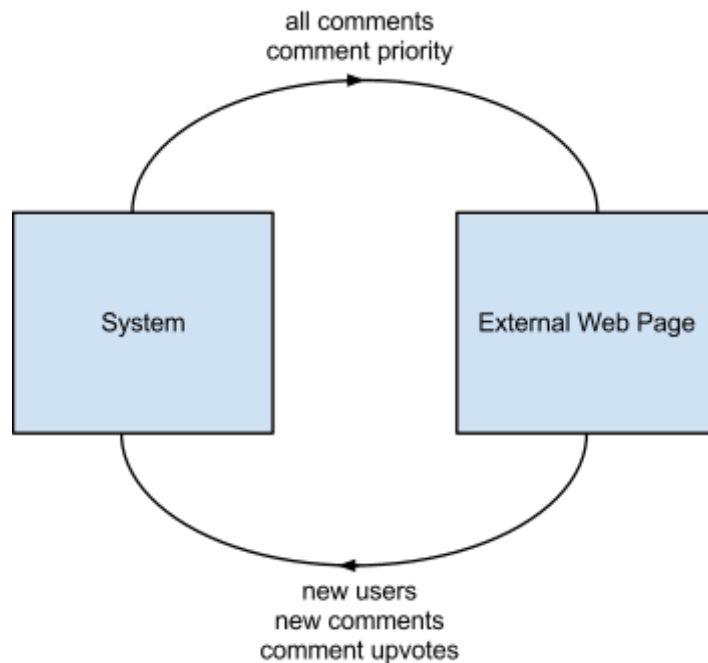 all comments
comment priority
System
External Web Page
new users
new comments
comment upvotes